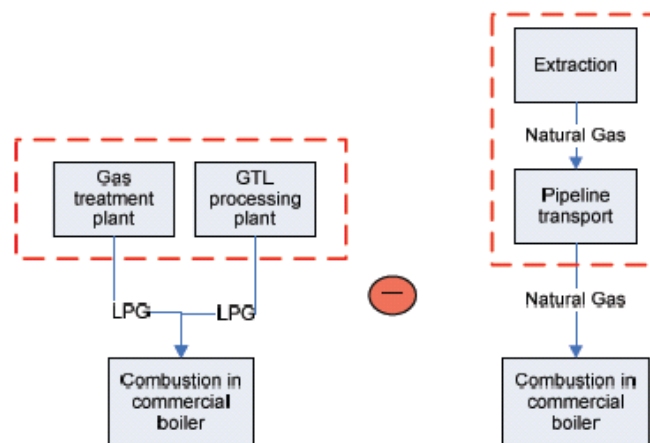 Gas
treatment
plant
GTL
processing
plant
LPG
LPG
Combustion in
commercial
boiler
−
Extraction
Natural Gas
Pipeline
transport
Natural Gas
Combustion in
commercial
boiler